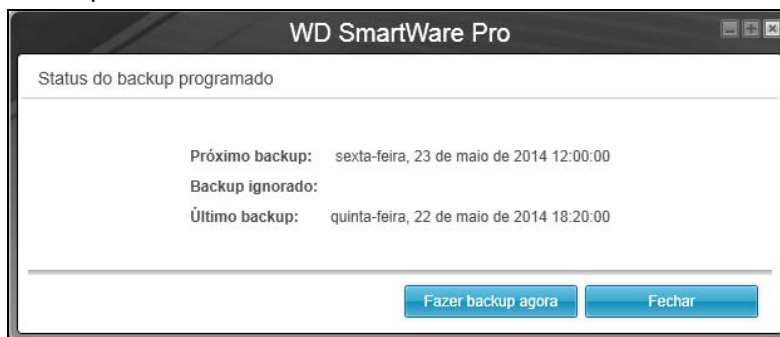 WD SmartWare Pro
Status do backup programado
Próximo backup: sexta-feira, 23 de maio de 2014 12:00:00
Backup ignorado:
Último backup: quinta-feira, 22 de maio de 2014 18:20:00
Fazer backup agora Fechar